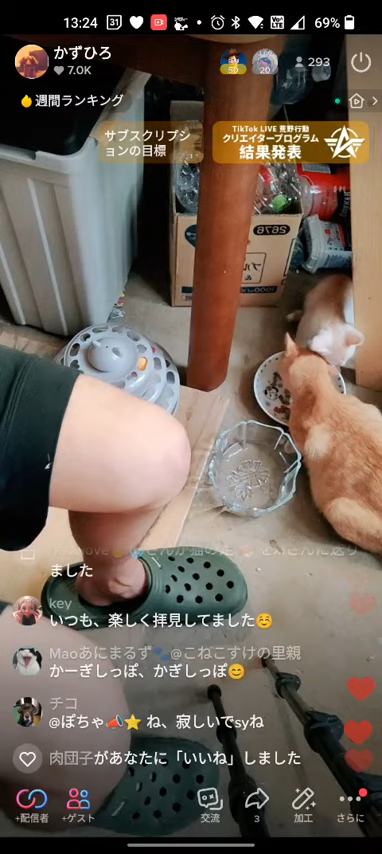 13:24
31
69%
かずひろ
7.0K
50
20
293
週間ランキング
サブスクリプシ
ョンの目標
TikTok LIVE 荒野行動
クリエイタープログラム
結果発表
2676
ました
key
いつも、楽しく拝見してました☺️
Maoあにまるず🐾@こねこすけの里親
かーぎしっぽ、かぎしっぽ😊
チコ
@ぽちゃ📣⭐ ね、寂しいでsyね
肉団子があなたに「いいね」しました
+配信者
+ゲスト
交流
3
加工
さらに